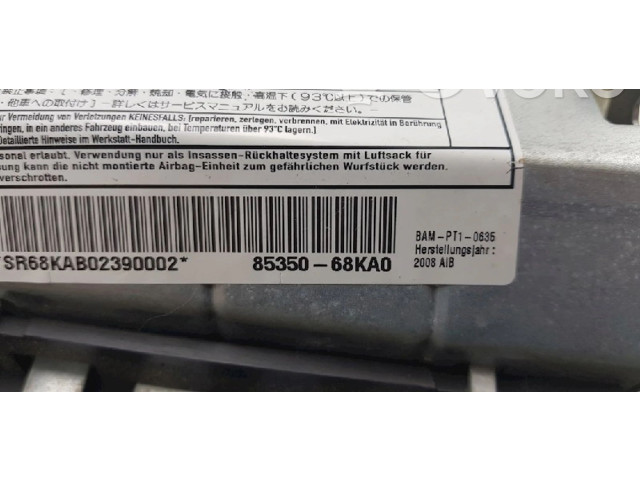 ・修理・分解・焼却・電気に接触・高温下(93℃以上)での保管
・他車への取付け】 ―詳しくはサービスマニュアルをお読みください。
Zur Vermeidung von Verletzungen KEINESFALLS: [reparieren, zerlegen, verbrennen, mit Elektrizität in Berührung
bringen, in ein anderes Fahrzeug einbauen, bei Temperaturen über 93°C lagern.]
Detaillierte Hinweise im Werkstatt-Handbuch.
sonal erlaubt. Verwendung nur als Insassen-Rückhaltesystem mit Luftsack für
sung kann die nicht montierte Airbag-Einheit zum gefährlichen Wurfstück werden.
verschrotten.
SR68KAB02390002*
85350-68KA0
BAM-PT1-0635
Herstellungsjahr:
2008 AIB